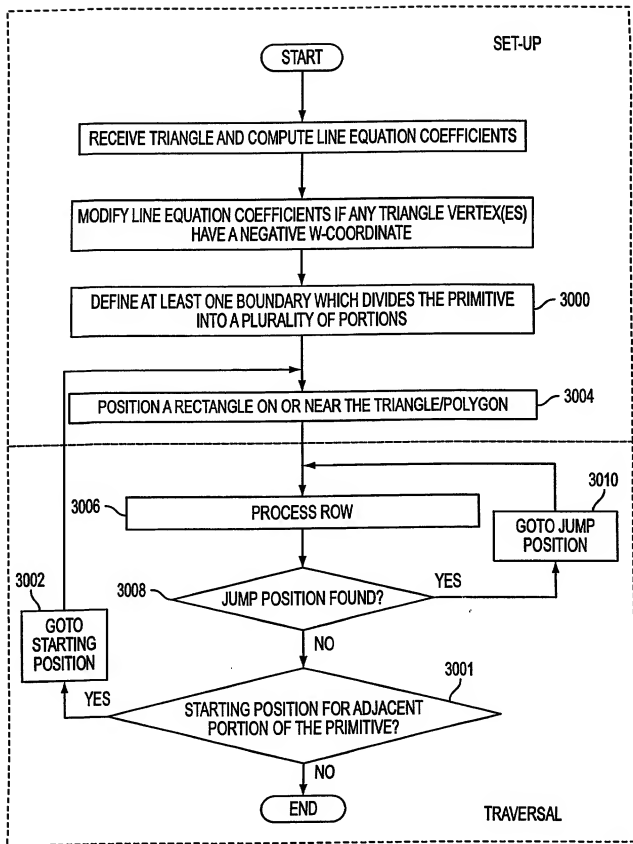 SET-UP
START
RECEIVE TRIANGLE AND COMPUTE LINE EQUATION COEFFICIENTS
MODIFY LINE EQUATION COEFFICIENTS IF ANY TRIANGLE VERTEX(ES)
HAVE A NEGATIVE W-COORDINATE
DEFINE AT LEAST ONE BOUNDARY WHICH DIVIDES THE PRIMITIVE
INTO A PLURALITY OF PORTIONS
3000
POSITION A RECTANGLE ON OR NEAR THE TRIANGLE/POLYGON
3004
3006
PROCESS ROW
3010
GOTO JUMP
POSITION
3008
JUMP POSITION FOUND?
YES
NO
3002
GOTO
STARTING
POSITION
YES
3001
STARTING POSITION FOR ADJACENT
PORTION OF THE PRIMITIVE?
NO
END
TRAVERSAL